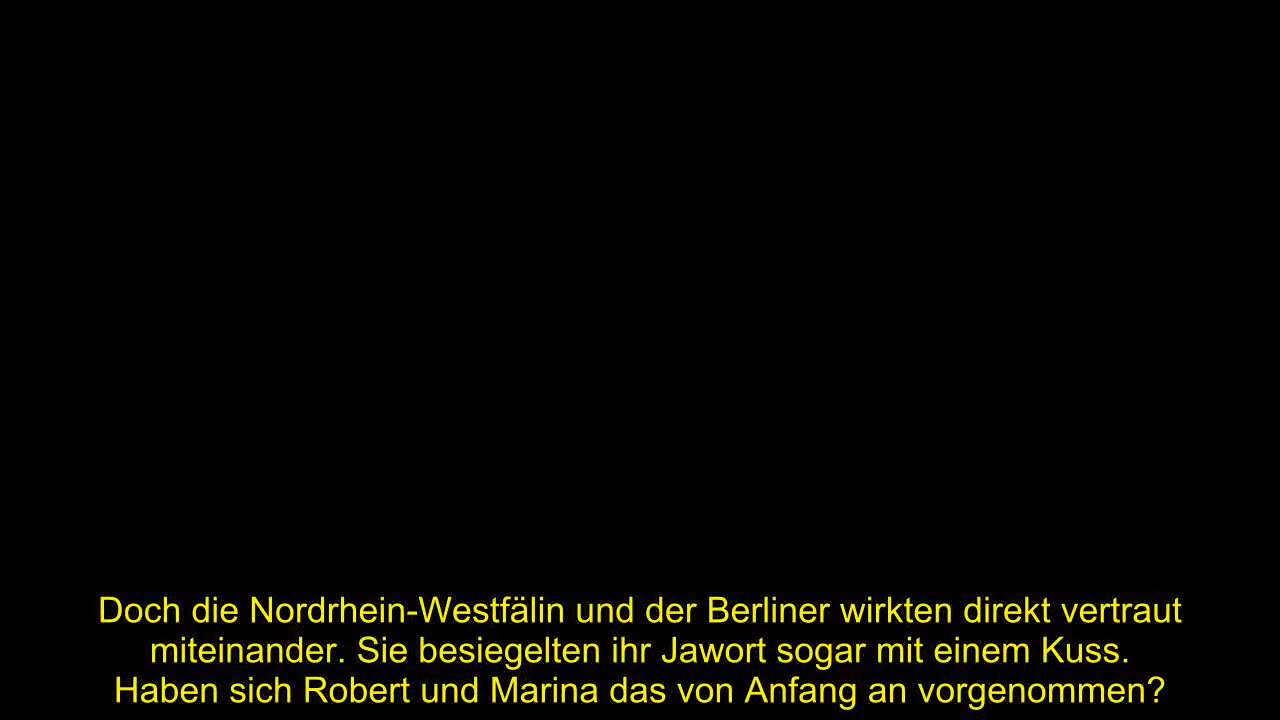 Doch die Nordrhein-Westfälin und der Berliner wirkten direkt vertraut
miteinander. Sie besiegelten ihr Jawort sogar mit einem Kuss.
Haben sich Robert und Marina das von Anfang an vorgenommen?